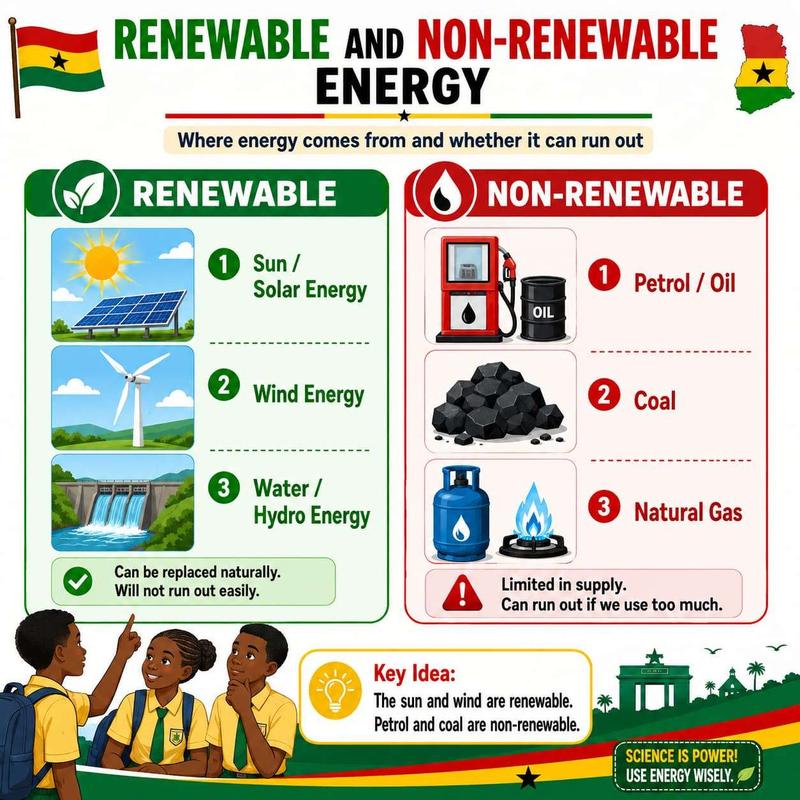 RENEWABLE AND NON-RENEWABLE
ENERGY
Where energy comes from and whether it can run out
RENEWABLE
1 Sun /
Solar Energy
2 Wind Energy
3 Water /
Hydro Energy
Can be replaced naturally.
Will not run out easily.
NON-RENEWABLE
OIL
1 Petrol / Oil
2 Coal
3 Natural Gas
Limited in supply.
Can run out if we use too much.
Key Idea:
The sun and wind are renewable.
Petrol and coal are non-renewable.
SCIENCE IS POWER!
USE ENERGY WISELY.